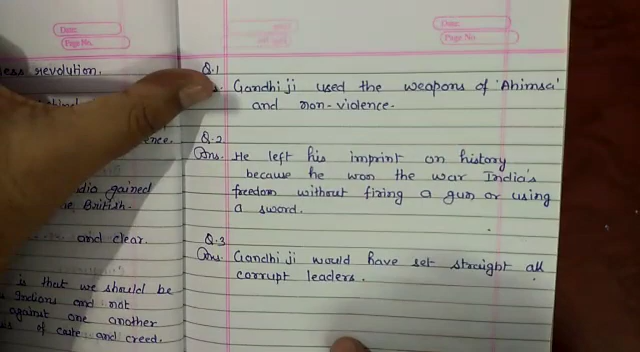 Date:
Page No.
Date:
Page No.
less revolution.
ence.
gained
British.
and clear.
is that we should be
Indians and not
against one another
of caste and creed.
Q.1
Gandhi ji used the weapons of 'Ahimsa'
and non-violence.
Q.2
Ans. He left his imprint on history
because he won the war India's
freedom without firing a gun or using
a sword.
Q.3
Ans. Gandhi ji would have set straight all
corrupt leaders.